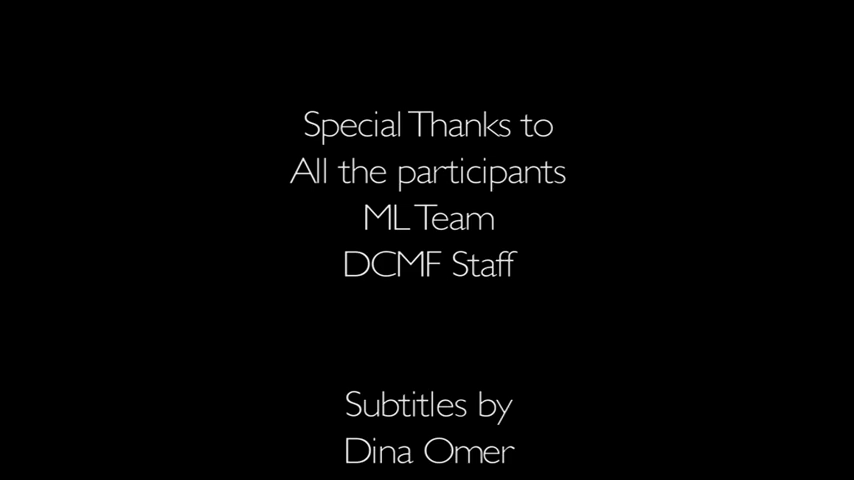 Special Thanks to
All the participants
ML Team
DCMF Staff
Subtitles by
Dina Omer